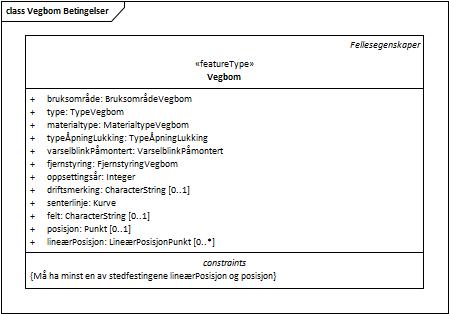 class Vegbom Betingelser
Fellesegenskaper
«featureType»
Vegbom
+ bruksområde: BruksområdeVegbom
+ type: TypeVegbom
+ materialtype: MaterialtypeVegbom
+ typeÅpningLukking: TypeÅpningLukking
+ varselblinkPåmontert: VarselblinkPåmontert
+ fjernstyring: FjernstyringVegbom
+ oppsettingsår: Integer
+ driftsmerking: CharacterString [0..1]
+ senterlinje: Kurve
+ felt: CharacterString [0..1]
+ posisjon: Punkt [0..1]
+ lineærPosisjon: LineærPosisjonPunkt [0..*]
constraints
{Må ha minst en av stedfestingene lineærPosisjon og posisjon}